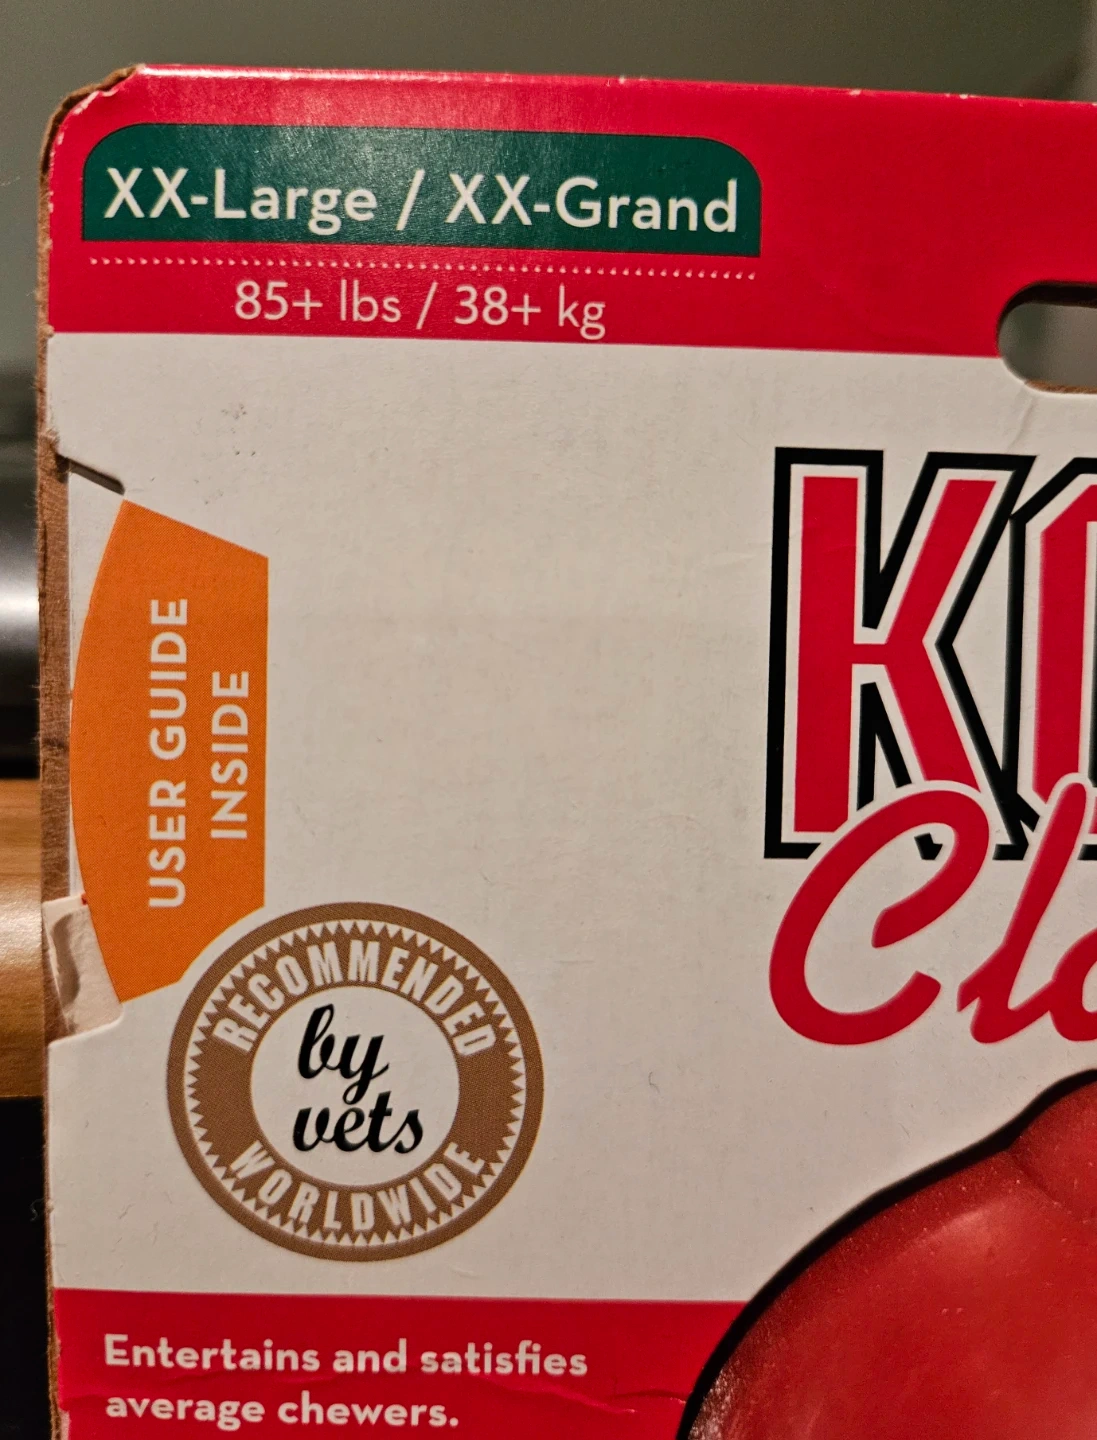 XX-Large / XX-Grand
85+ lbs / 38+ kg
USER GUIDE
INSIDE
RECOMMENDED
by
vets
WORLDWIDE
Entertains and satisfies
average chewers.